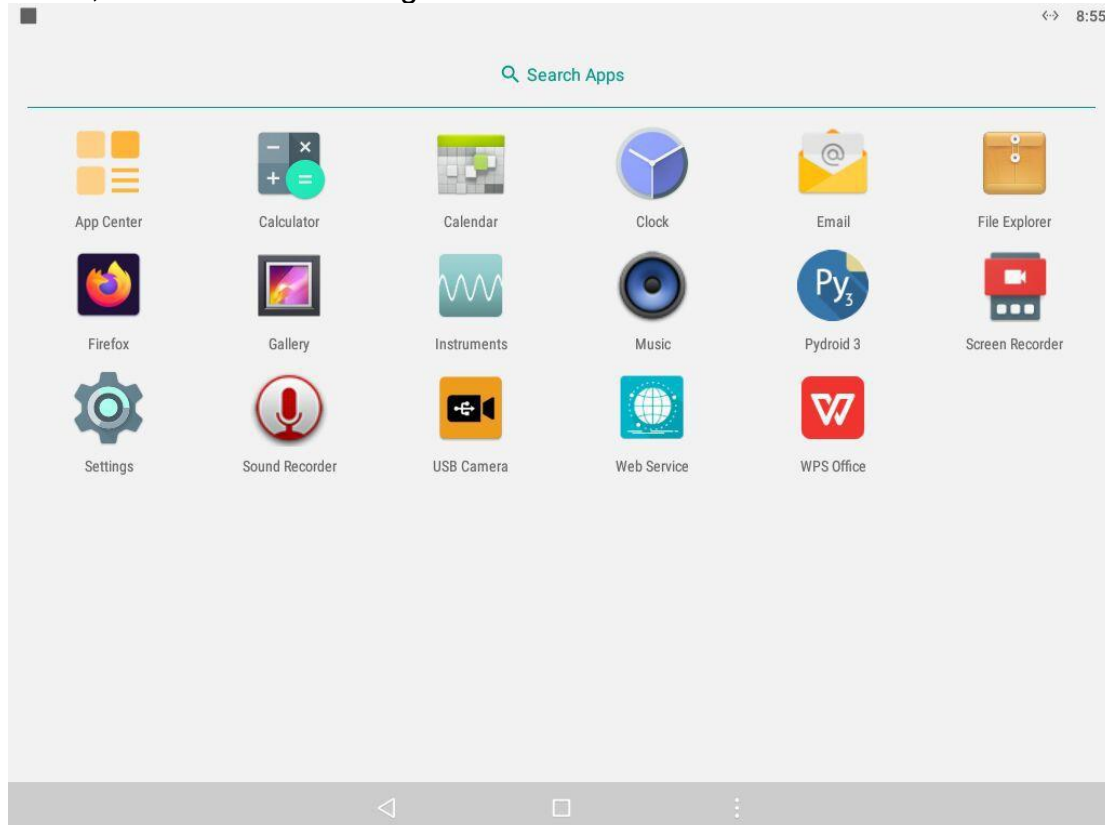 8:55
Search Apps
App Center Calculator Calendar Clock Email File Explorer
Py3
Firefox Gallery Instruments Music Pydroid 3 Screen Recorder
W
Settings Sound Recorder USB Camera Web Service WPS Office